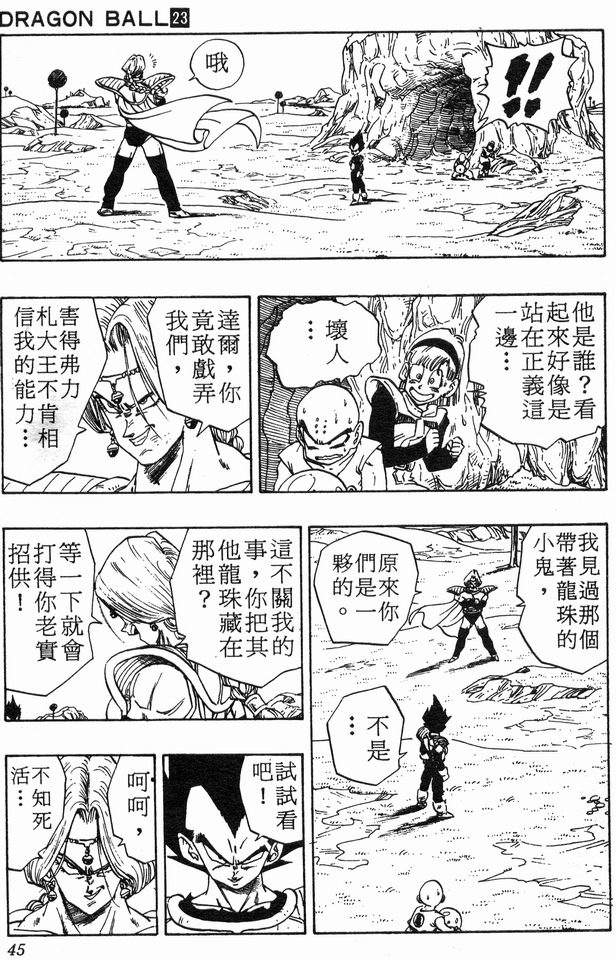 DRAGON BALL 23
!!
哦
他是誰?看
起來好像是
站在正義這
一邊…
壞人
…
達爾,你
竟敢戲弄
我們,
害得弗力
札大王不肯相
信我的能力…
我見過那個
帶著龍珠的
小鬼,
原來你
們是一
夥的。
不是
…
這不關我的
事,你把其
他龍珠藏在
那裡?
等一下就會
打得你老實
招供!
試試看
吧!
呵呵,
不知死
活…
45